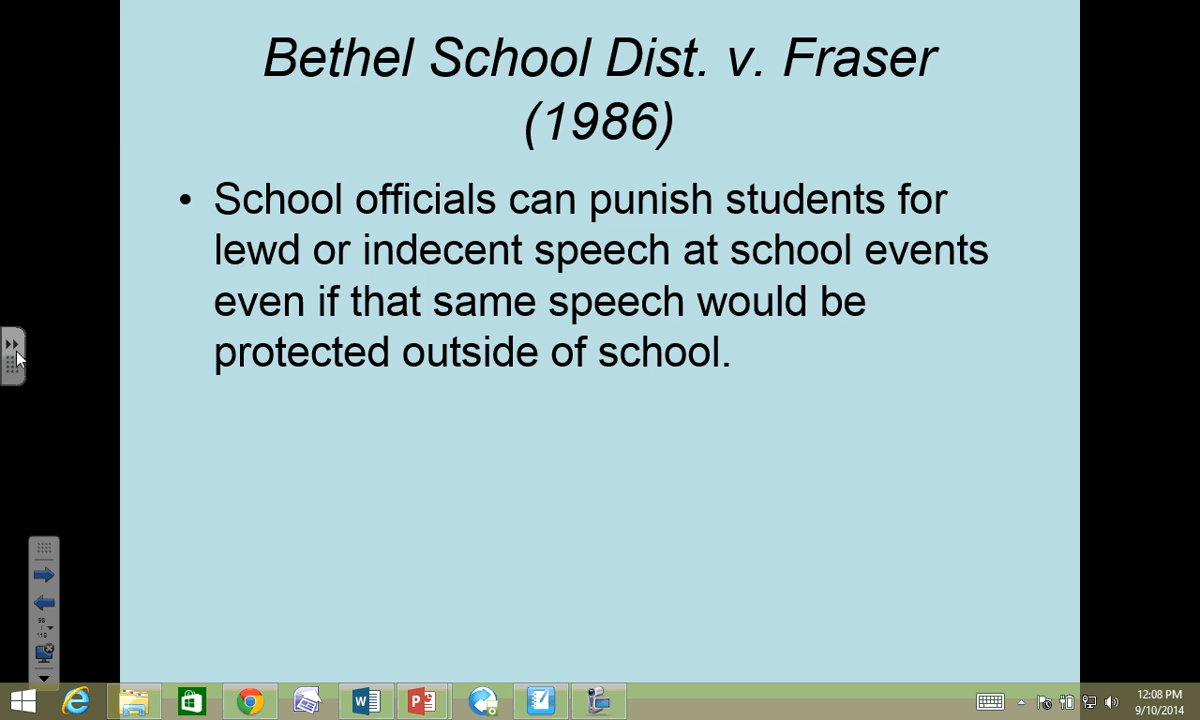 Bethel School Dist. v. Fraser
(1986)
• School officials can punish students for
lewd or indecent speech at school events
even if that same speech would be
protected outside of school.
12:08 PM
9/10/2014